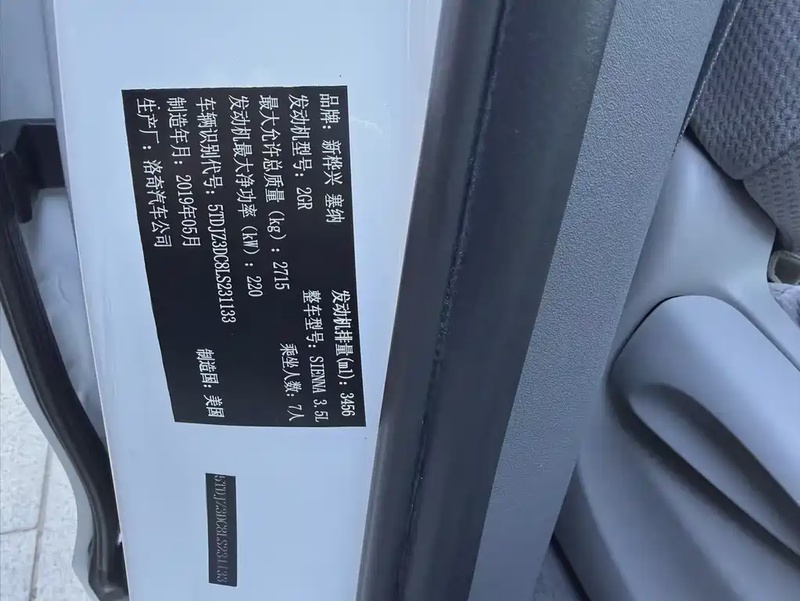 品牌：新桦兴 塞纳 发动机排量(ml)：3456
发动机型号：2GR 整车型号：SIENNA 3.5L
最大允许总质量（kg）：2715 乘坐人数：7人
发动机最大净功率（kW）：220
车辆识别代号：5TDJZ3DC8LS231133
制造年月：2019年05月 制造国：美国
生产厂：洛奇汽车公司
5TDJZ3DC8LS231133